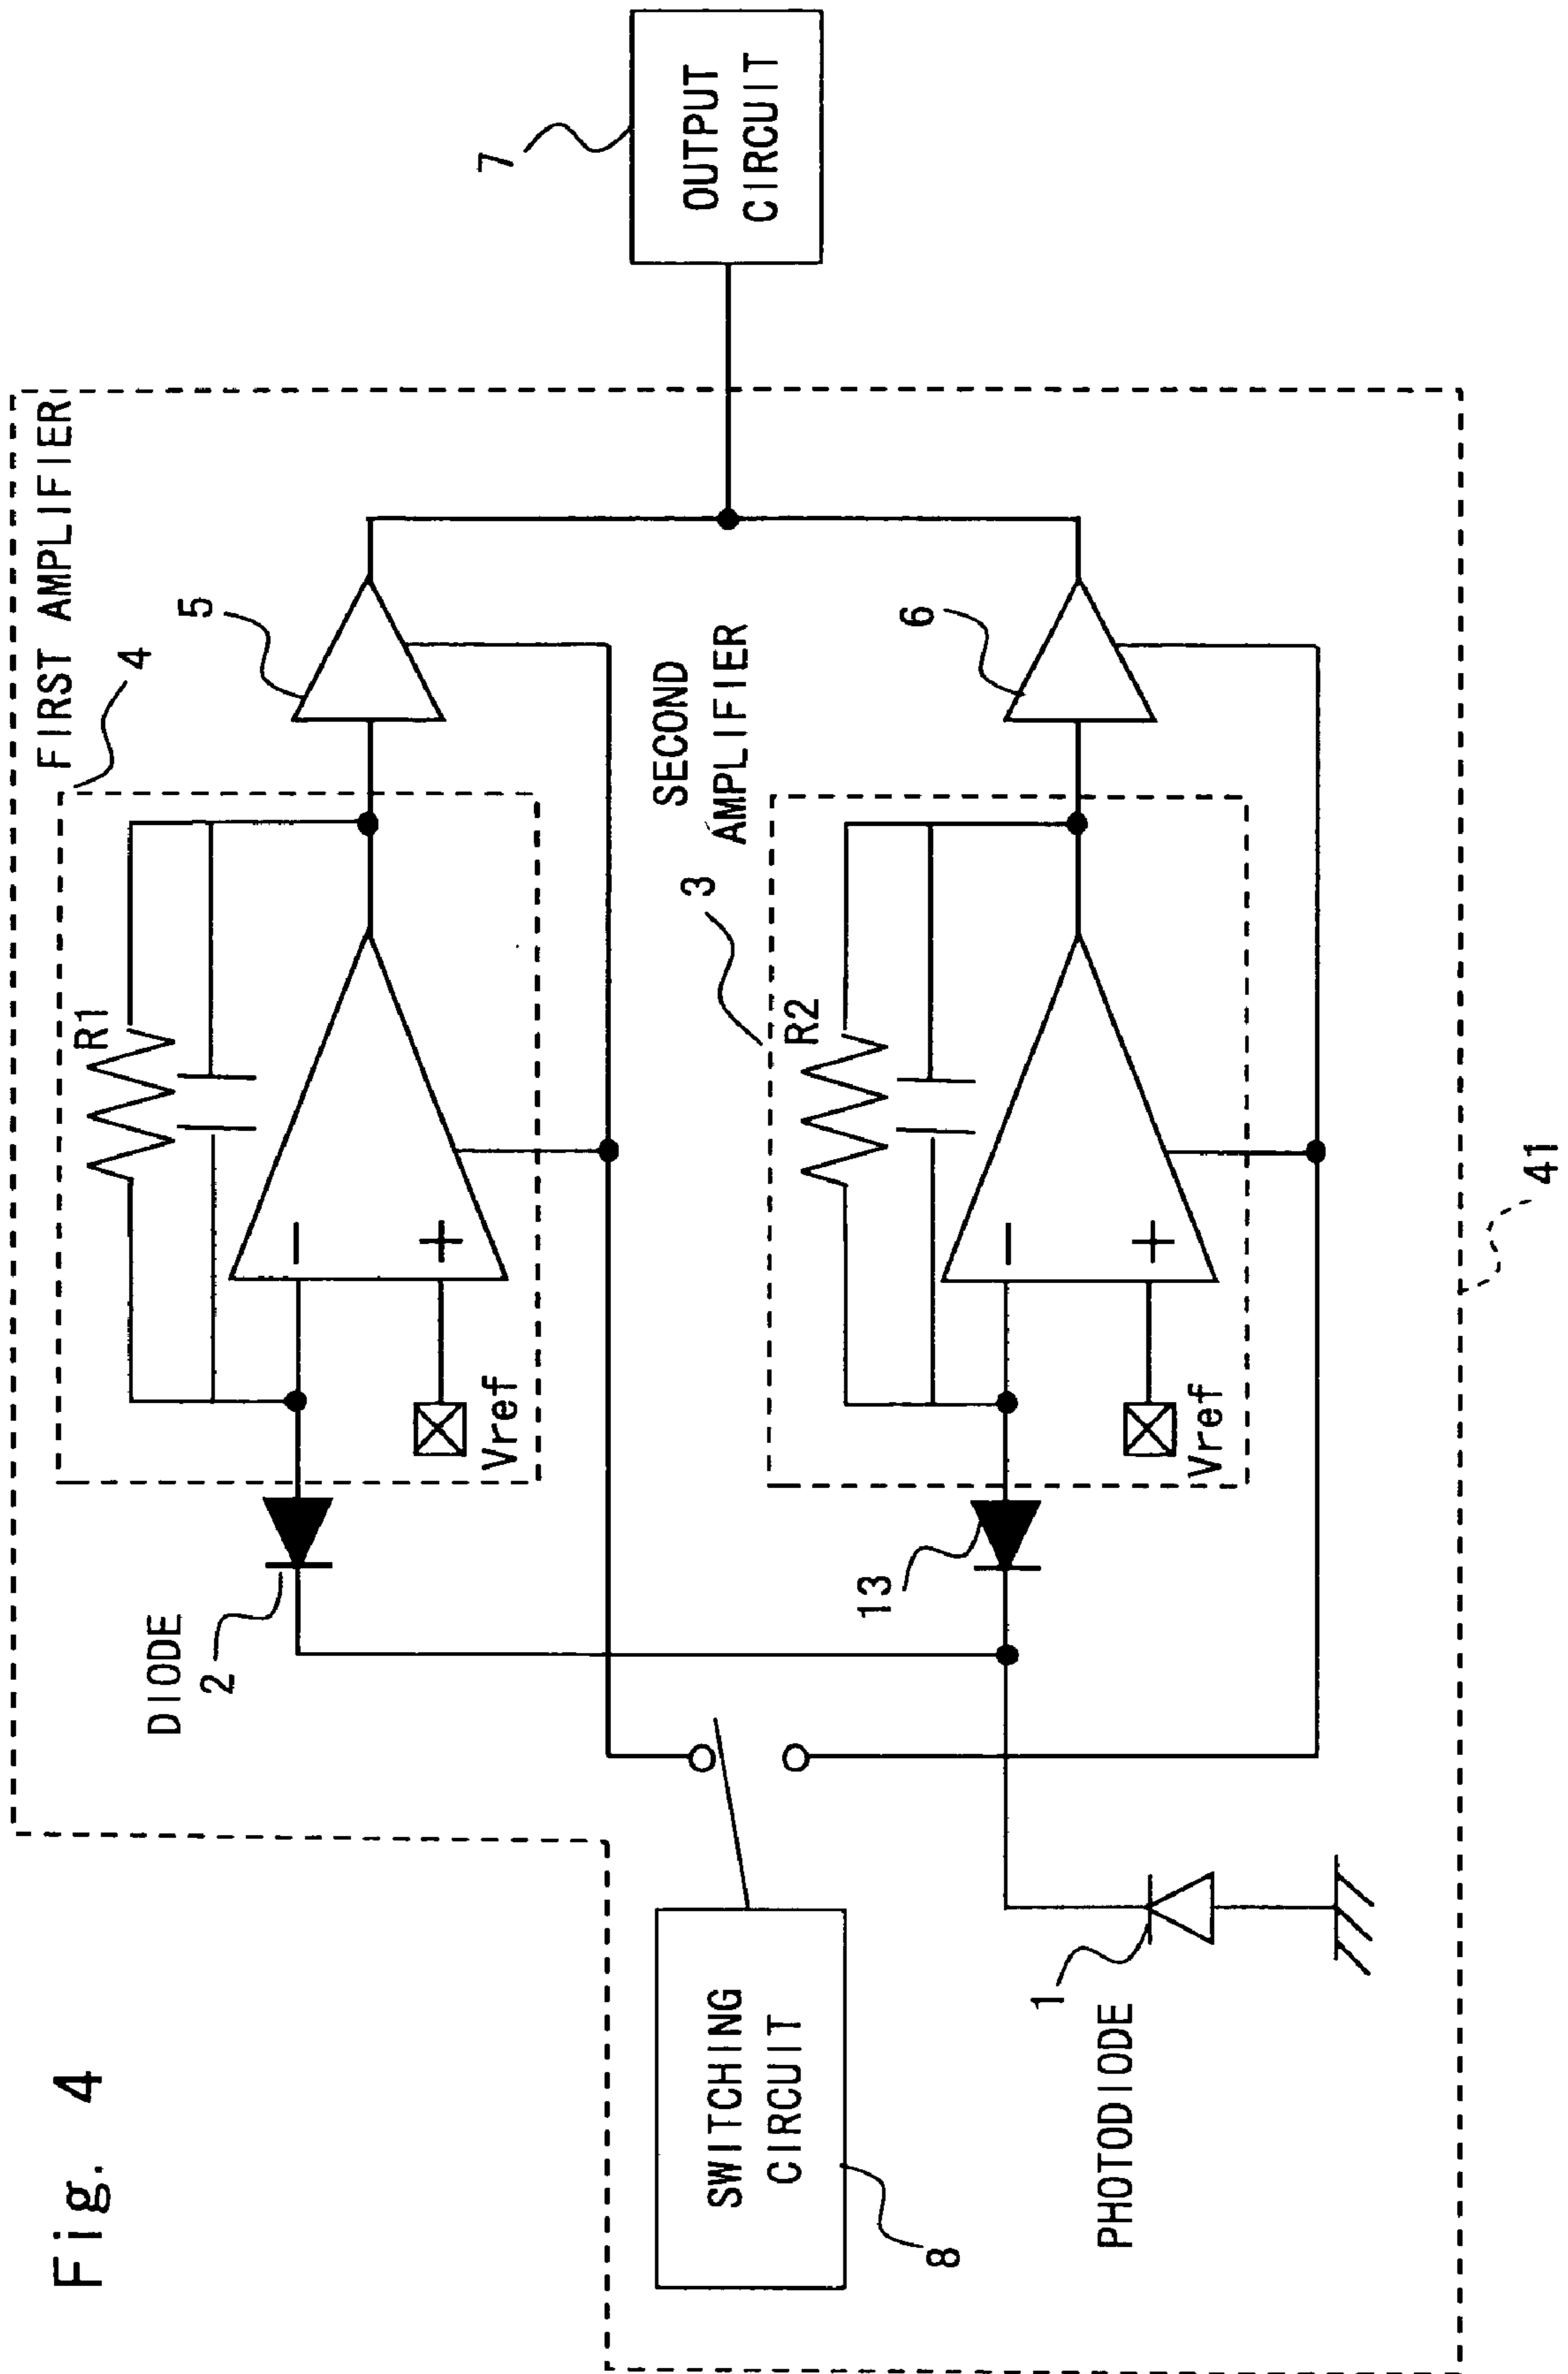 Fig. 4
FIRST AMPLIFIER
4
5
R1
DIODE
2
Vref
7
OUTPUT
CIRCUIT
SECOND
AMPLIFIER
3
6
R2
SWITCHING
CIRCUIT
8
13
Vref
1
PHOTODIODE
41
−
+
−
+